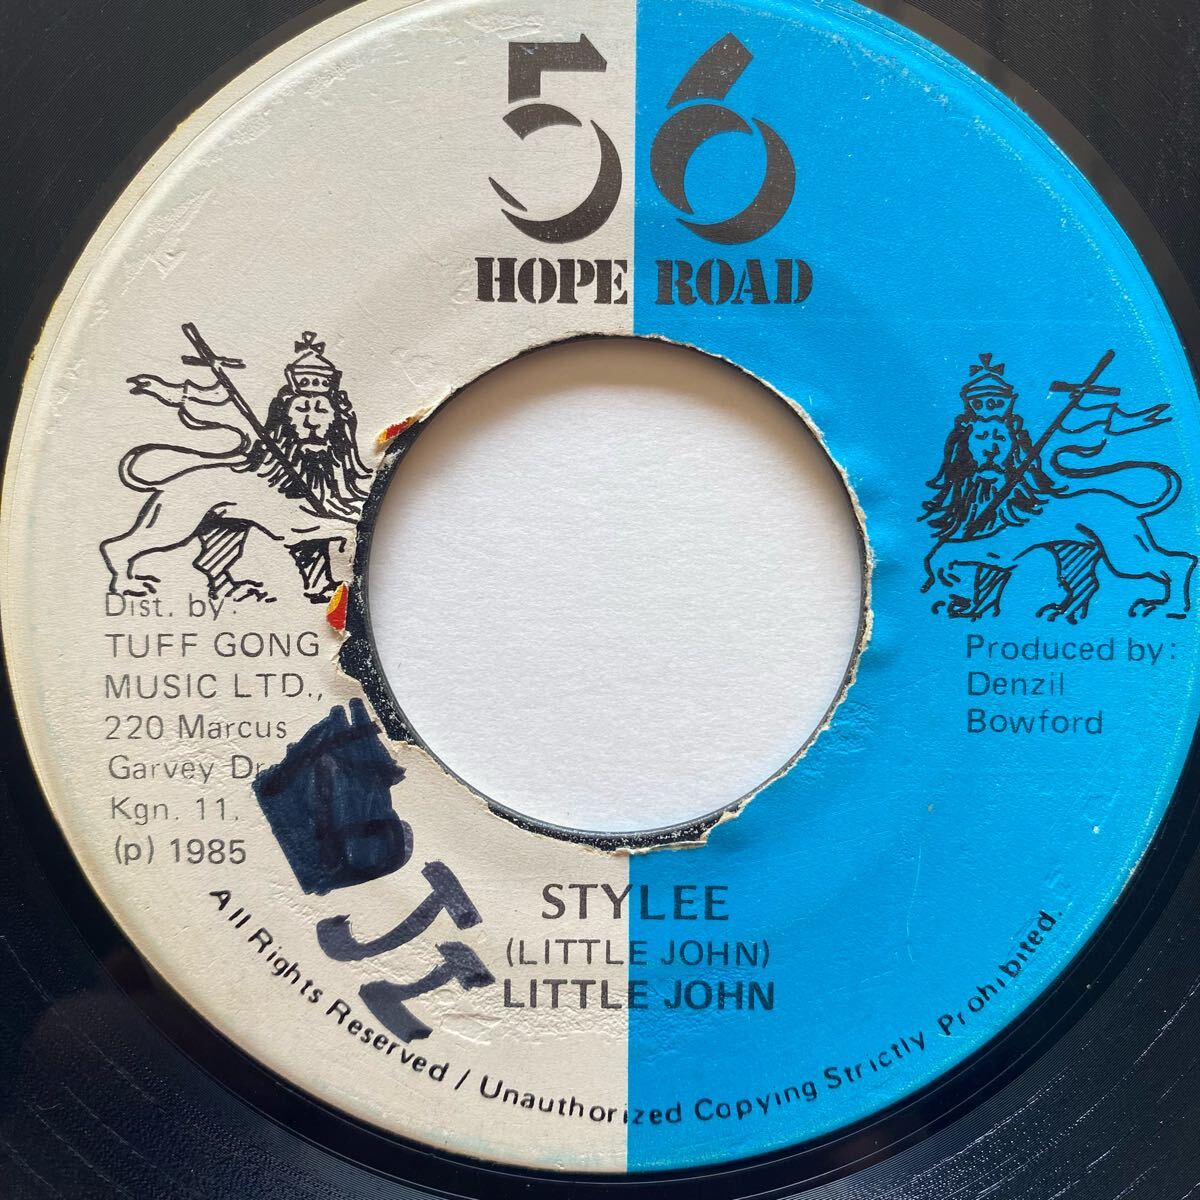 56
HOPE ROAD
Dist. by:
TUFF GONG
MUSIC LTD.,
220 Marcus
Garvey
Kgn. 11.
(p) 1985
Produced by:
Denzil
Bowford
STYLEE
(LITTLE JOHN)
LITTLE JOHN
All Rights Reserved / Unauthorized Copying Strictly Prohibited.